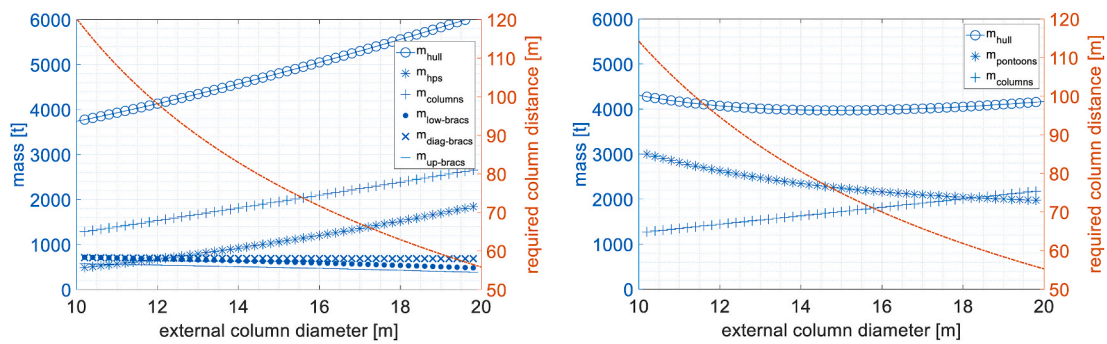 6000
5000
4000
3000
2000
1000
0
mass [t]
10
12
14
16
18
20
external column diameter [m]
120
110
100
90
80
70
60
50
required column distance [m]
m_hull
m_hps
m_columns
m_low-bracs
m_diag-bracs
m_up-bracs
6000
5000
4000
3000
2000
1000
0
mass [t]
10
12
14
16
18
20
external column diameter [m]
120
110
100
90
80
70
60
50
required column distance [m]
m_hull
m_pontoons
m_columns